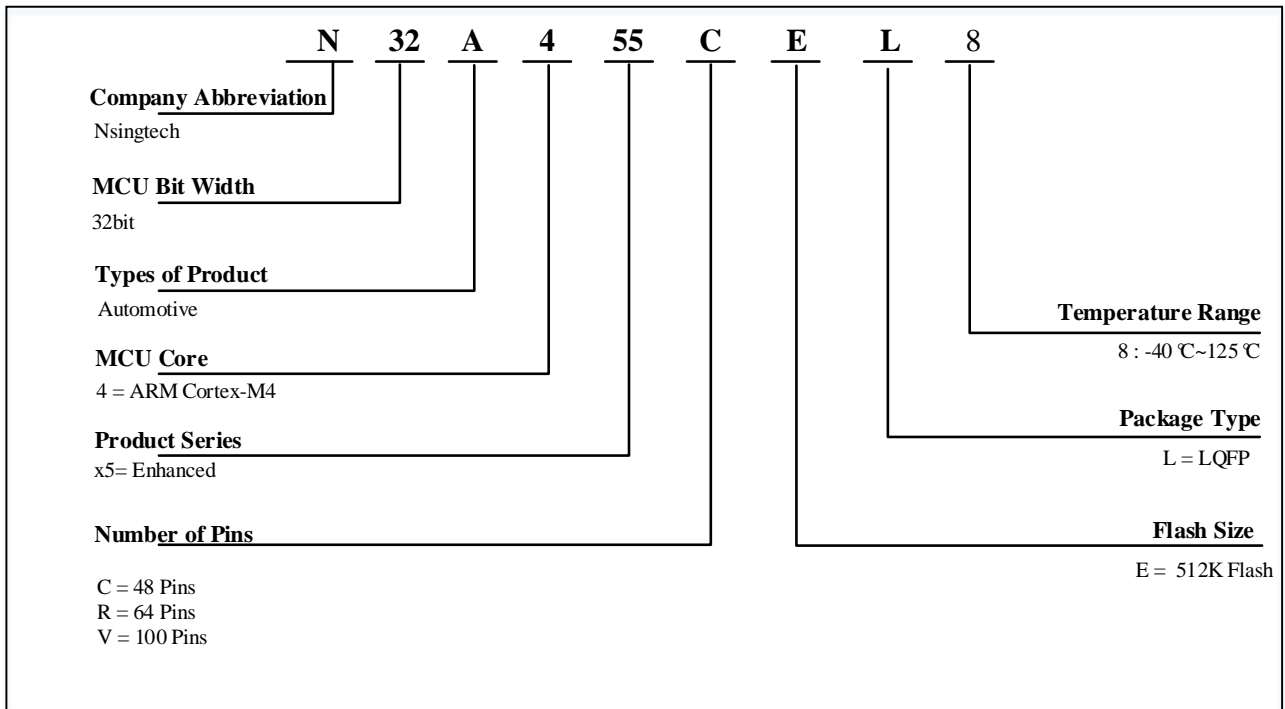 N 32 A 4 55 C E L 8
Company Abbreviation
Nsingtech
MCU Bit Width
32bit
Types of Product
Automotive
MCU Core
4 = ARM Cortex-M4
Product Series
x5= Enhanced
Number of Pins
C = 48 Pins
R = 64 Pins
V = 100 Pins
Temperature Range
8 : -40 ℃~125 ℃
Package Type
L = LQFP
Flash Size
E = 512K Flash